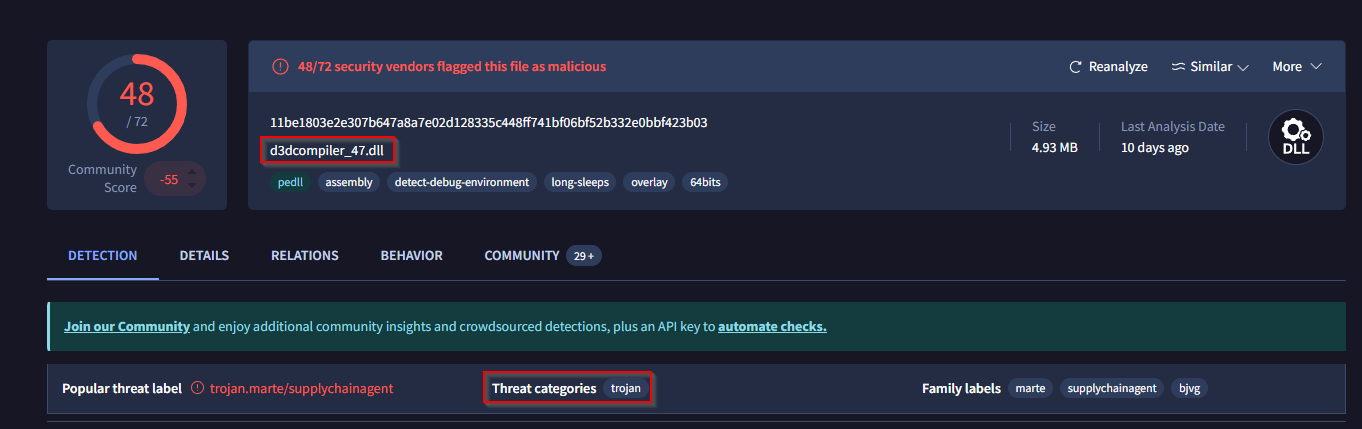 48
/ 72
Community
Score
-55
48/72 security vendors flagged this file as malicious
Reanalyze
Similar
More
11be1803e2e307b647a8a7e02d128335c448ff741bf06bf52b332e0bbf423b03
d3dcompiler_47.dll
pedll assembly detect-debug-environment long-sleeps overlay 64bits
Size
4.93 MB
Last Analysis Date
10 days ago
DLL
DETECTION DETAILS RELATIONS BEHAVIOR COMMUNITY 29 +
Join our Community and enjoy additional community insights and crowdsourced detections, plus an API key to automate checks.
Popular threat label trojan.marte/supplychainagent Threat categories trojan Family labels marte supplychainagent bjvg